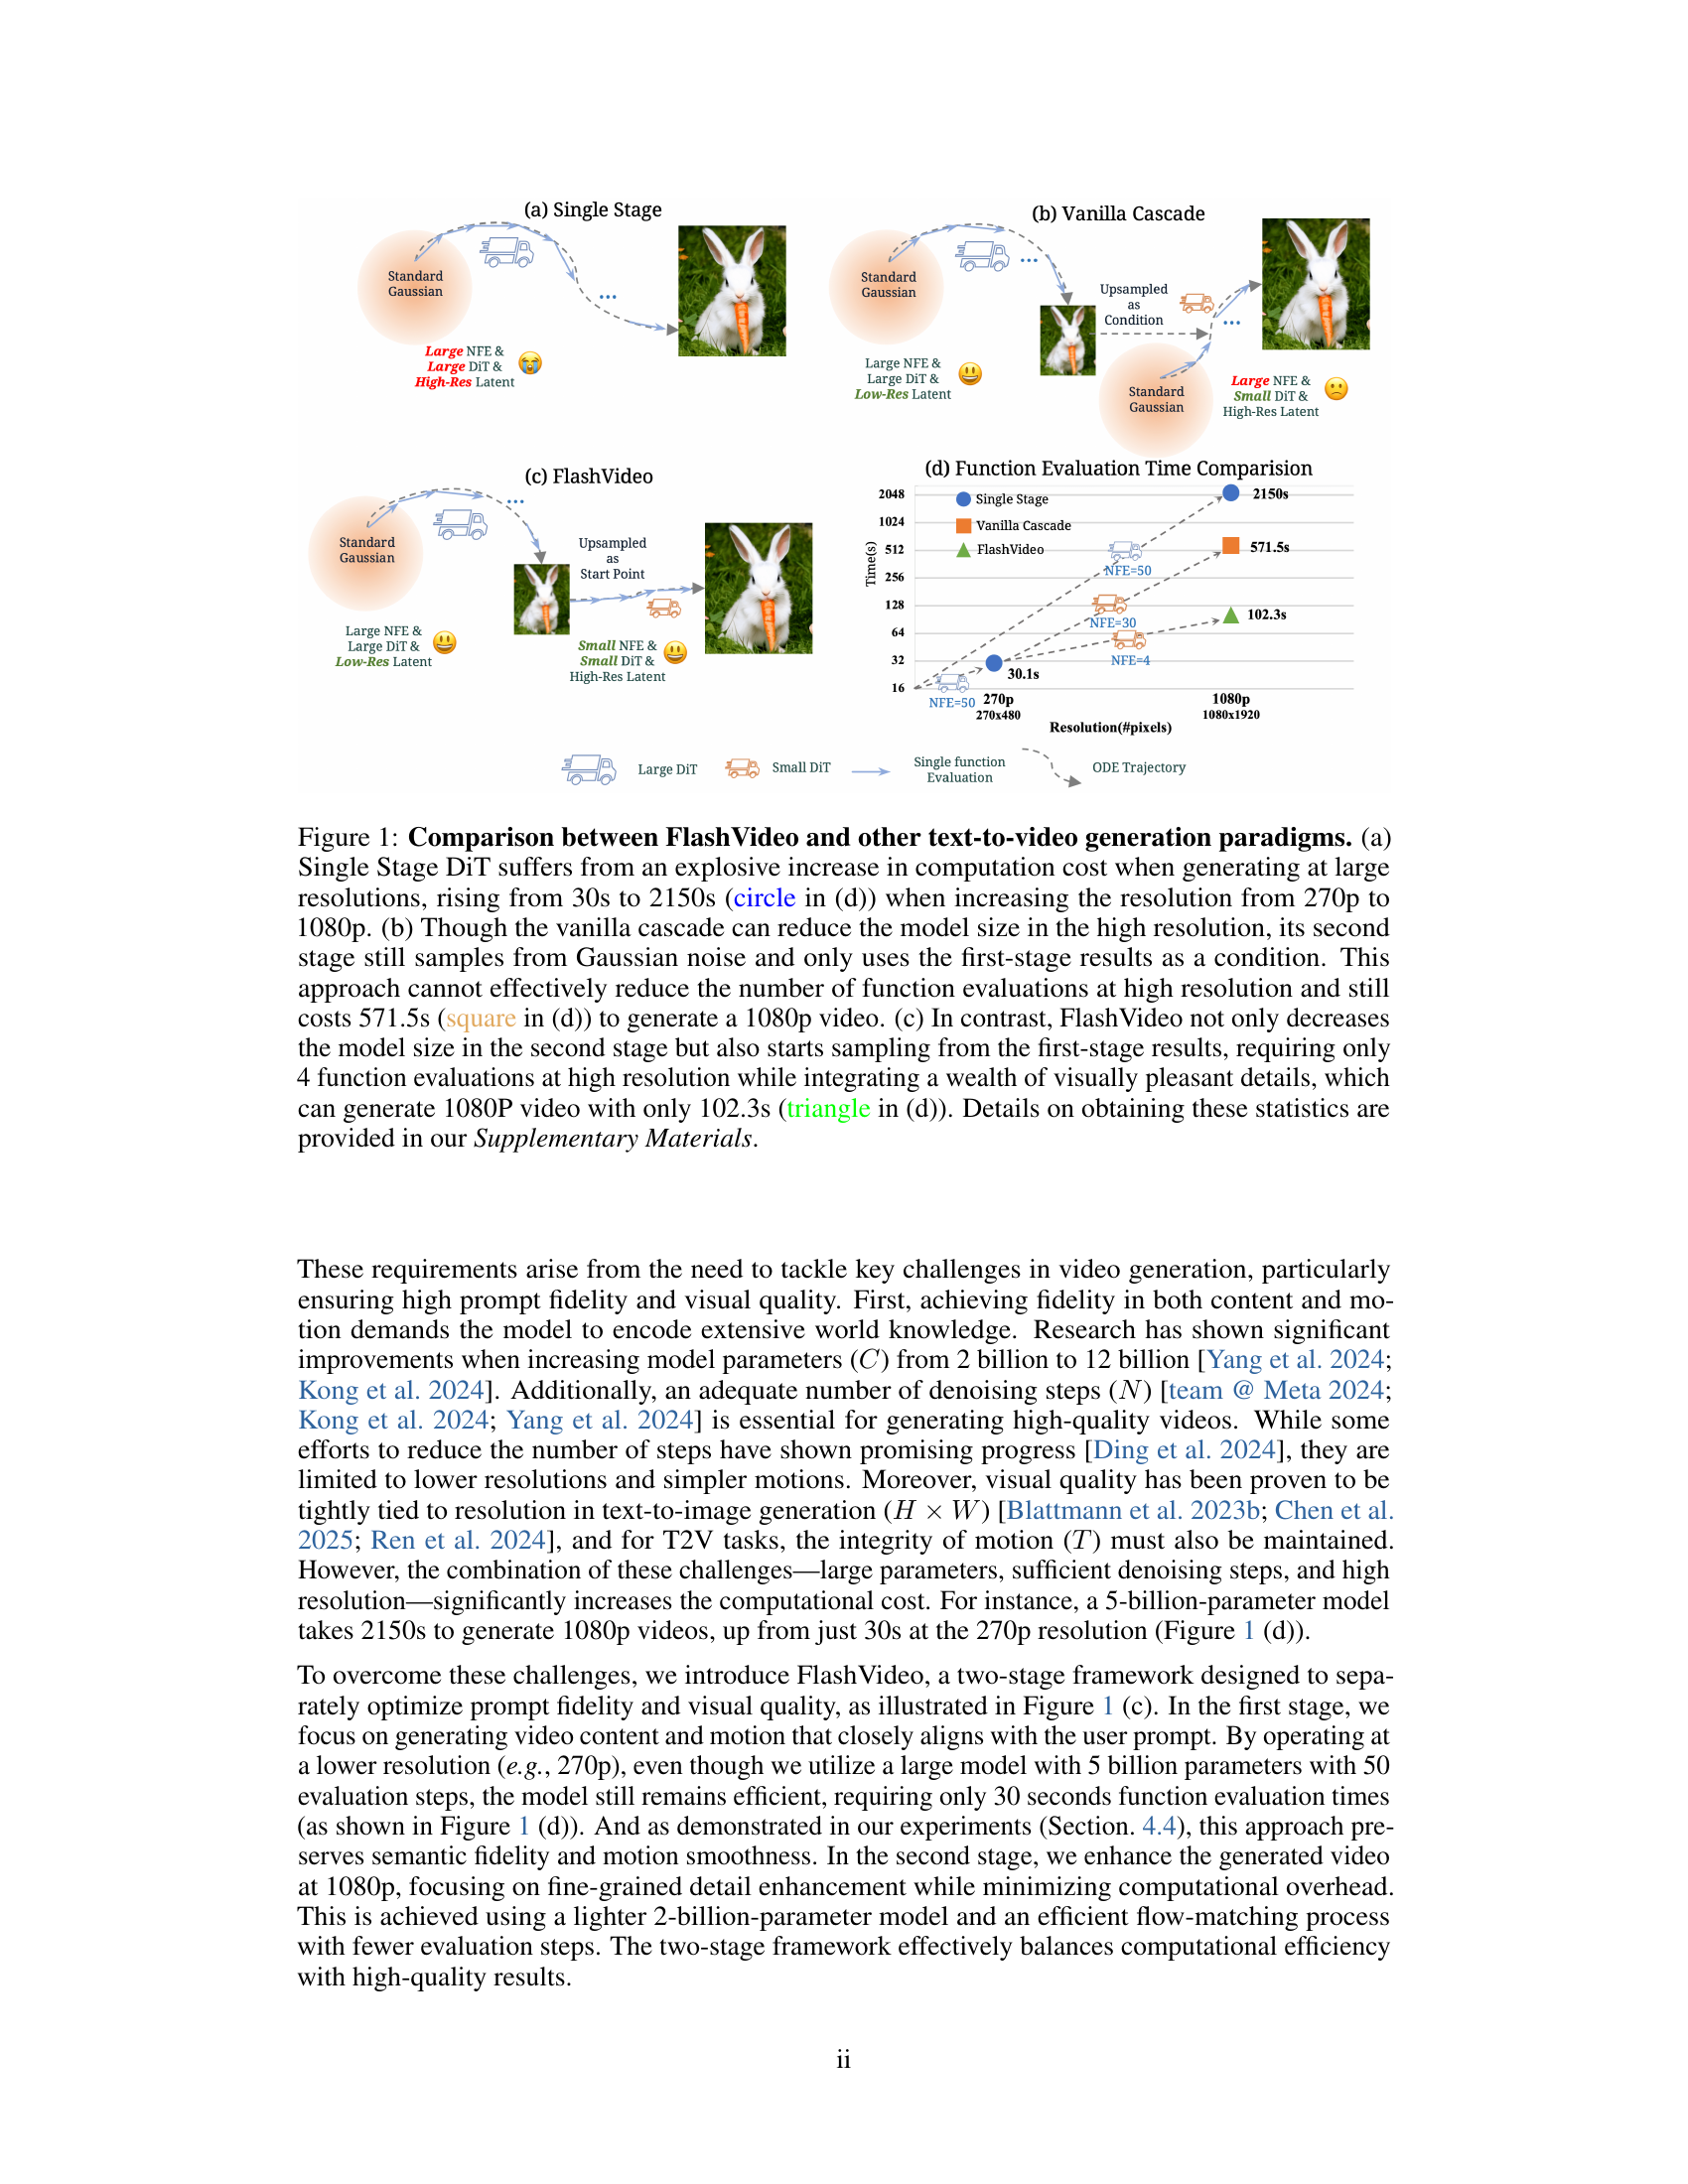 (a) Single Stage
Standard
Gaussian
...
Large NFE &
Large DiT &
High-Res Latent
(b) Vanilla Cascade
Standard
Gaussian
...
Upsampled
as
Condition
...
Large NFE &
Large DiT &
Low-Res Latent
Standard
Gaussian
Large NFE &
Small DiT &
High-Res Latent
(c) FlashVideo
Standard
Gaussian
...
Upsampled
as
Start Point
Large NFE &
Large DiT &
Low-Res Latent
Small NFE &
Small DiT &
High-Res Latent
(d) Function Evaluation Time Comparision
Time(s)
2048
1024
512
256
128
64
32
16
Single Stage
Vanilla Cascade
FlashVideo
2150s
571.5s
102.3s
30.1s
NFE=50
NFE=30
NFE=4
NFE=50
270p
270x480
1080p
1080x1920
Resolution(#pixels)
Large DiT
Small DiT
Single function
Evaluation
ODE Trajectory
Figure 1: Comparison between FlashVideo and other text-to-video generation paradigms. (a)
Single Stage DiT suffers from an explosive increase in computation cost when generating at large
resolutions, rising from 30s to 2150s (circle in (d)) when increasing the resolution from 270p to
1080p. (b) Though the vanilla cascade can reduce the model size in the high resolution, its second
stage still samples from Gaussian noise and only uses the first-stage results as a condition. This
approach cannot effectively reduce the number of function evaluations at high resolution and still
costs 571.5s (square in (d)) to generate a 1080p video. (c) In contrast, FlashVideo not only decreases
the model size in the second stage but also starts sampling from the first-stage results, requiring only
4 function evaluations at high resolution while integrating a wealth of visually pleasant details, which
can generate 1080P video with only 102.3s (triangle in (d)). Details on obtaining these statistics are
provided in our Supplementary Materials.
These requirements arise from the need to tackle key challenges in video generation, particularly
ensuring high prompt fidelity and visual quality. First, achieving fidelity in both content and mo-
tion demands the model to encode extensive world knowledge. Research has shown significant
improvements when increasing model parameters (C) from 2 billion to 12 billion [Yang et al. 2024;
Kong et al. 2024]. Additionally, an adequate number of denoising steps (N) [team @ Meta 2024;
Kong et al. 2024; Yang et al. 2024] is essential for generating high-quality videos. While some
efforts to reduce the number of steps have shown promising progress [Ding et al. 2024], they are
limited to lower resolutions and simpler motions. Moreover, visual quality has been proven to be
tightly tied to resolution in text-to-image generation (H × W) [Blattmann et al. 2023b; Chen et al.
2025; Ren et al. 2024], and for T2V tasks, the integrity of motion (T) must also be maintained.
However, the combination of these challenges—large parameters, sufficient denoising steps, and high
resolution—significantly increases the computational cost. For instance, a 5-billion-parameter model
takes 2150s to generate 1080p videos, up from just 30s at the 270p resolution (Figure 1 (d)).
To overcome these challenges, we introduce FlashVideo, a two-stage framework designed to sepa-
rately optimize prompt fidelity and visual quality, as illustrated in Figure 1 (c). In the first stage, we
focus on generating video content and motion that closely aligns with the user prompt. By operating at
a lower resolution (e.g., 270p), even though we utilize a large model with 5 billion parameters with 50
evaluation steps, the model still remains efficient, requiring only 30 seconds function evaluation times
(as shown in Figure 1 (d)). And as demonstrated in our experiments (Section. 4.4), this approach pre-
serves semantic fidelity and motion smoothness. In the second stage, we enhance the generated video
at 1080p, focusing on fine-grained detail enhancement while minimizing computational overhead.
This is achieved using a lighter 2-billion-parameter model and an efficient flow-matching process
with fewer evaluation steps. The two-stage framework effectively balances computational efficiency
with high-quality results.
ii